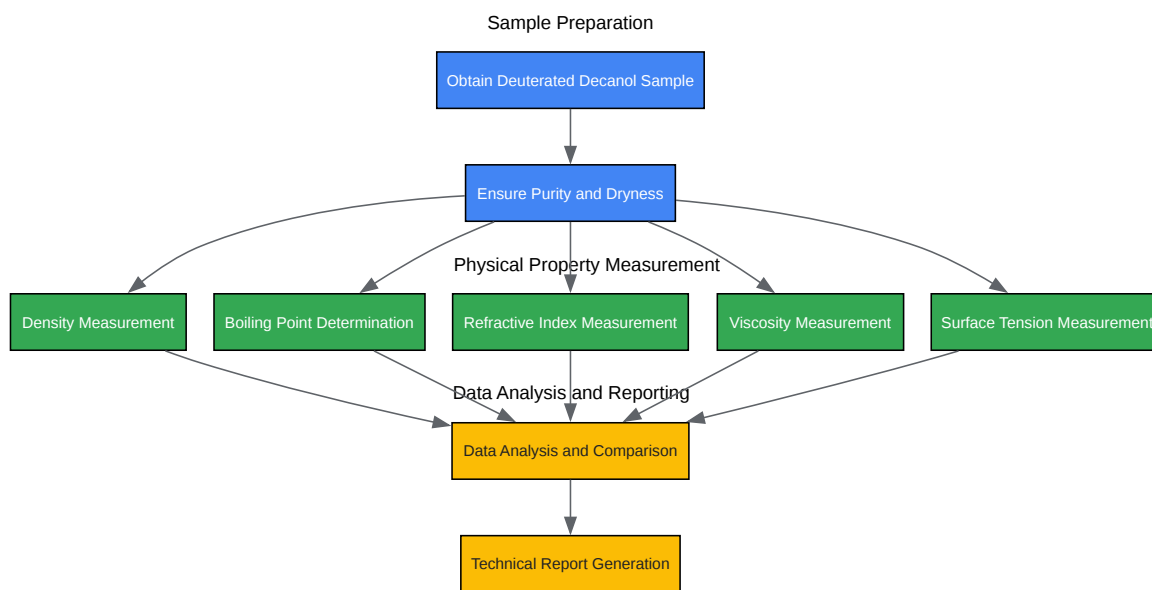 Sample Preparation
Obtain Deuterated Decanol Sample
Ensure Purity and Dryness
Physical Property Measurement
Density Measurement
Boiling Point Determination
Refractive Index Measurement
Viscosity Measurement
Surface Tension Measurement
Data Analysis and Reporting
Data Analysis and Comparison
Technical Report Generation